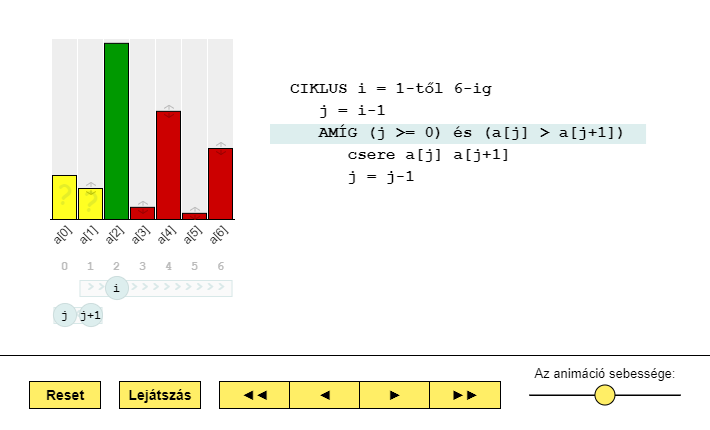 CIKLUS i = 1-től 6-ig
j = i-1
AMÍG (j >= 0) és (a[j] > a[j+1])
csere a[j] a[j+1]
j = j-1
? ?
a[0] a[1] a[2] a[3] a[4] a[5] a[6]
0 1 2 3 4 5 6
i
j j+1
Az animáció sebessége:
Reset Lejátszás